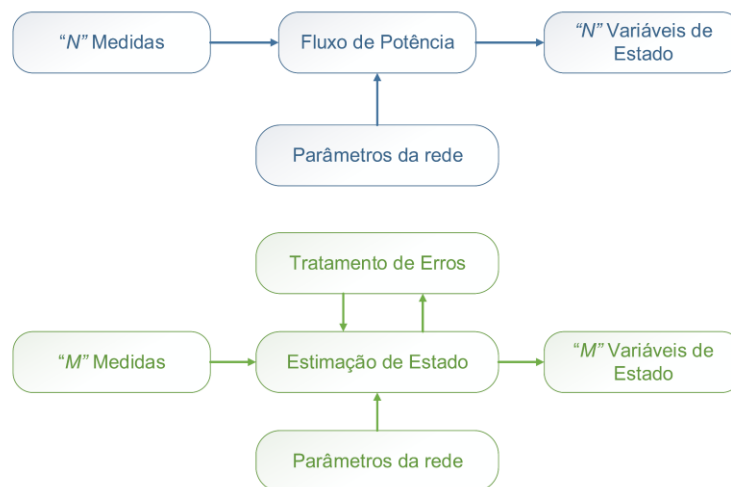 “N” Medidas
Fluxo de Potência
“N” Variáveis de
Estado
Parâmetros da rede
Tratamento de Erros
“M” Medidas
Estimação de Estado
“M” Variáveis de
Estado
Parâmetros da rede